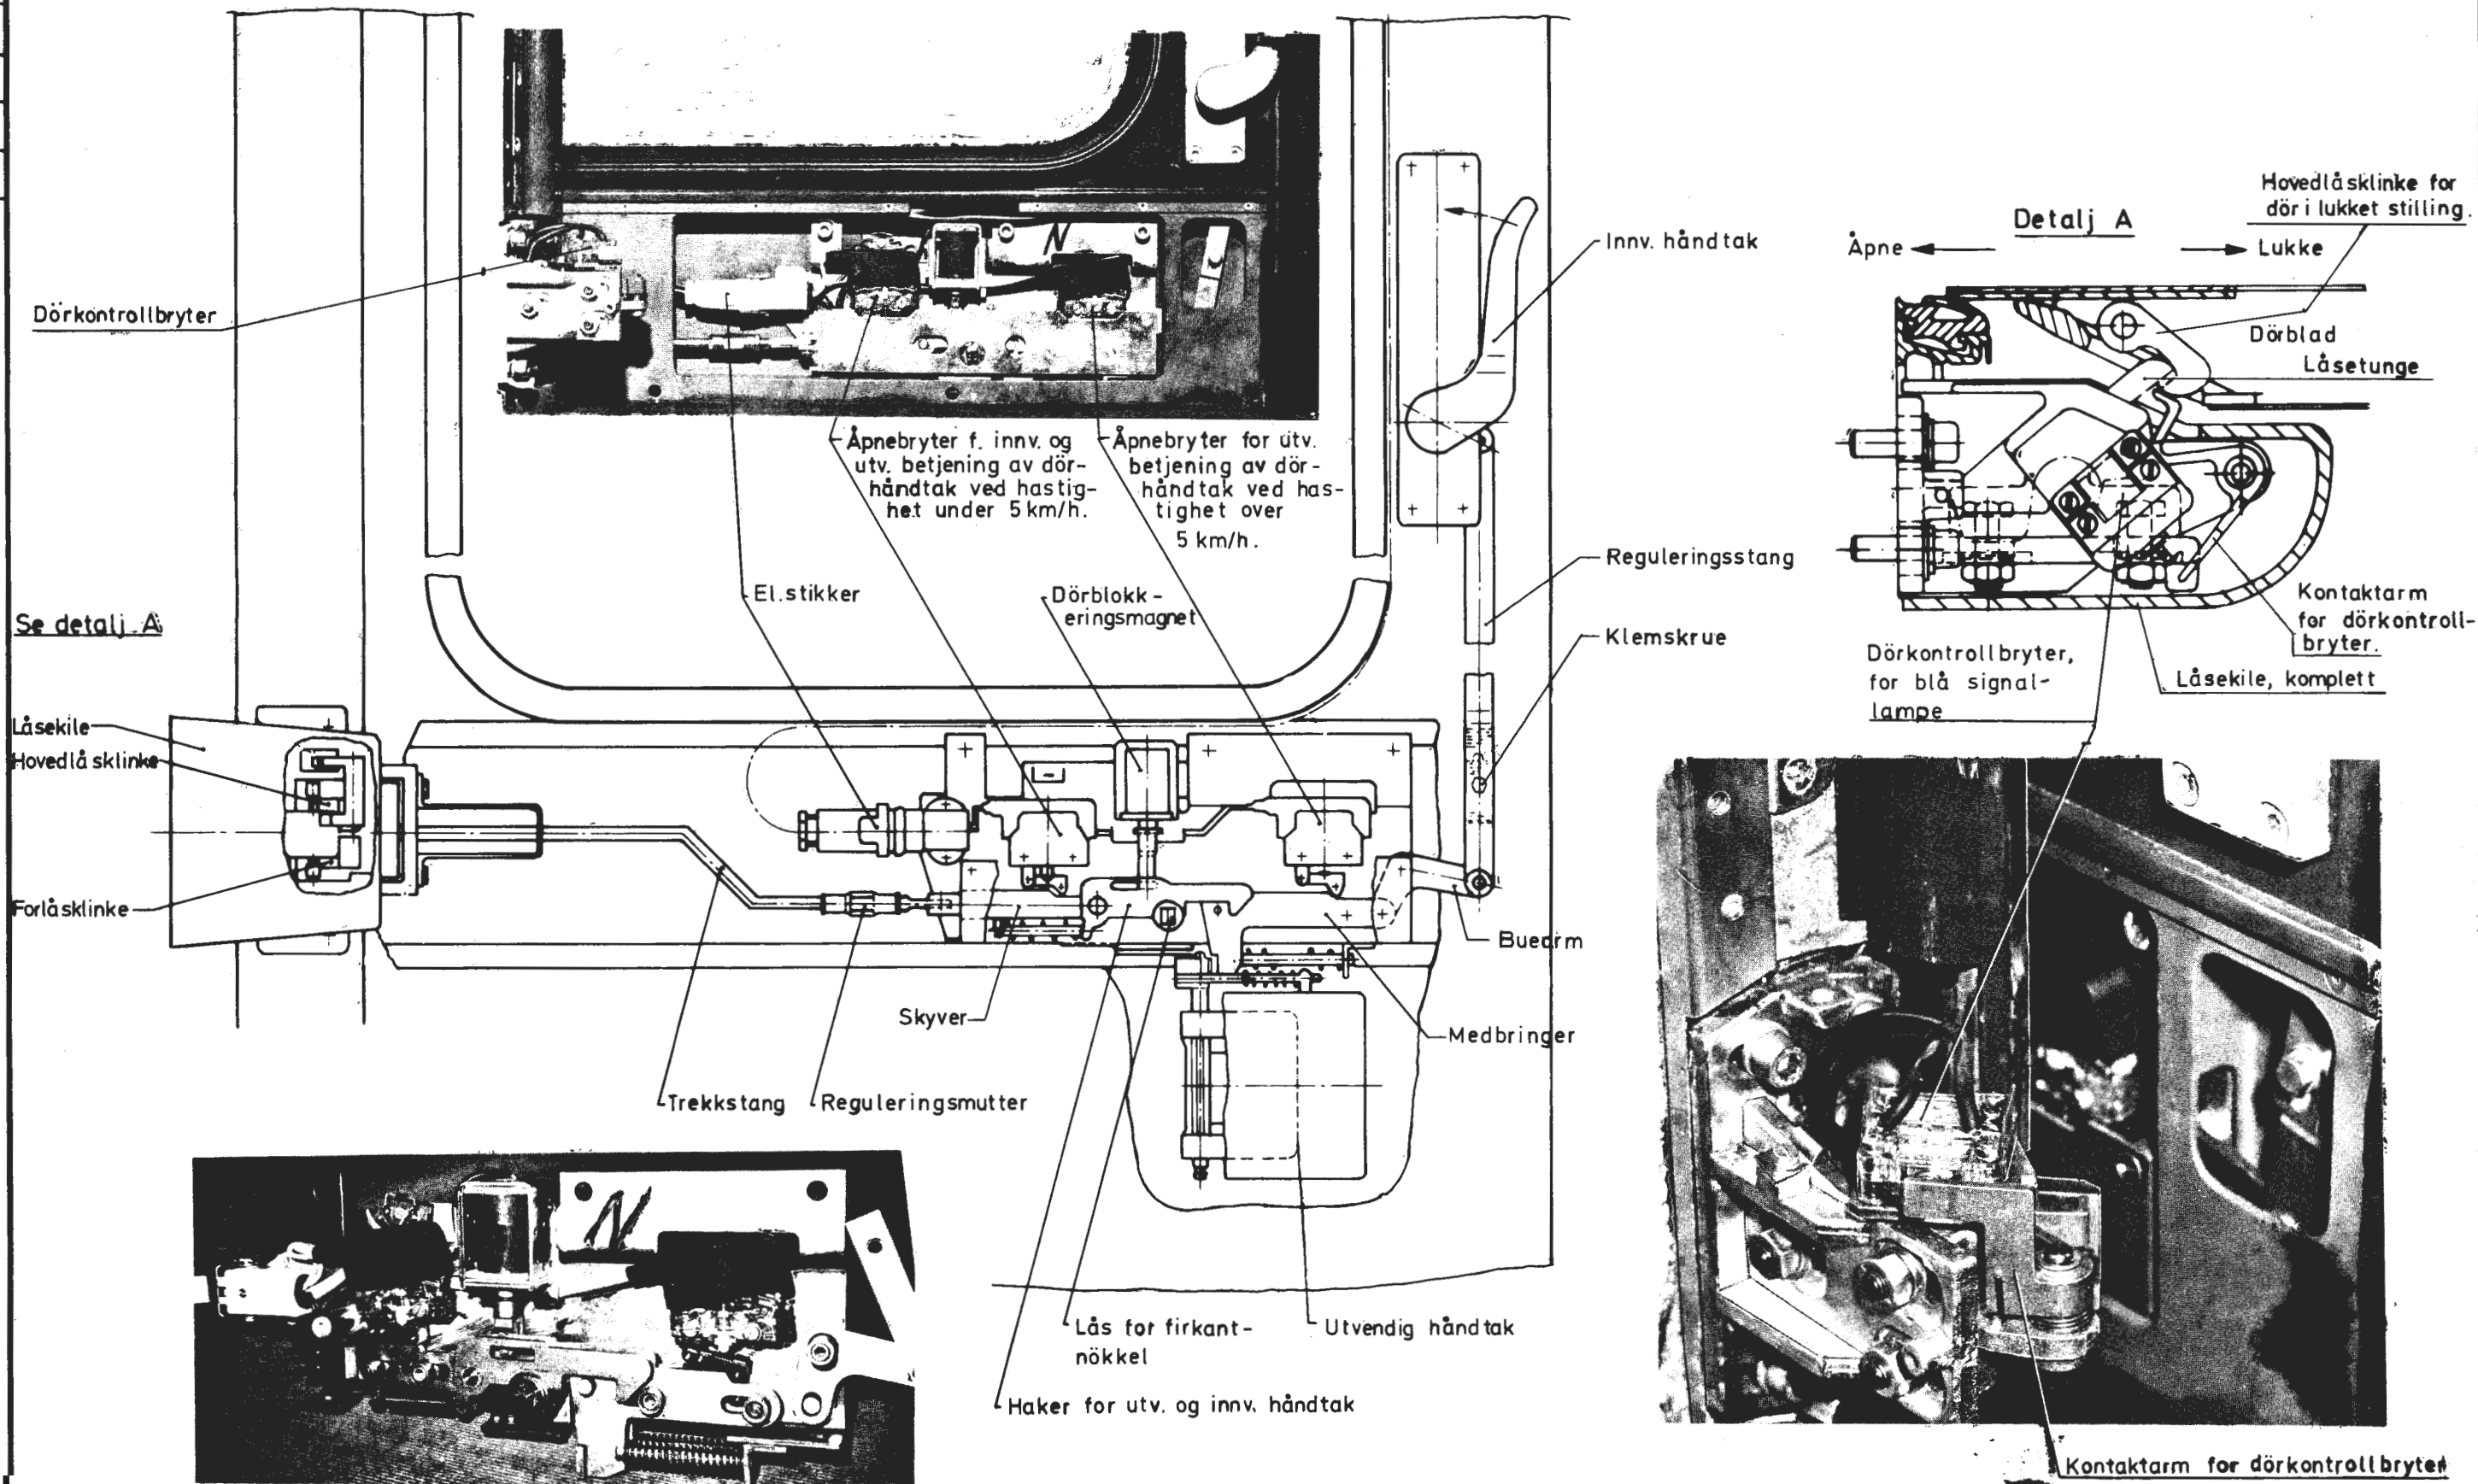 Dörkontrollbryter
Åpnebryter f. innv. og
utv. betjening av dör-
håndtak ved hastig-
het under 5 km/h.
Åpnebryter for utv.
betjening av dör-
håndtak ved has-
tighet over
5 km/h.
El.stikker
Dörblokk-
eringsmagnet
Innv. håndtak
Reguleringsstang
Klemskrue
Se detalj A
Låsekile
Hovedlåsklinke
Forlåsklinke
Skyver
Trekkstang
Reguleringsmutter
Buearm
Medbringer
Lås for firkant-
nökkel
Utvendig håndtak
Haker for utv. og innv. håndtak
Detalj A
Åpne
Lukke
Hovedlåsklinke for
dör i lukket stilling.
Dörblad
Låsetunge
Kontaktarm
for dörkontroll-
bryter.
Låsekile, komplett
Dörkontrollbryter,
for blå signal-
lampe
Kontaktarm for dörkontrollbryter
N
N